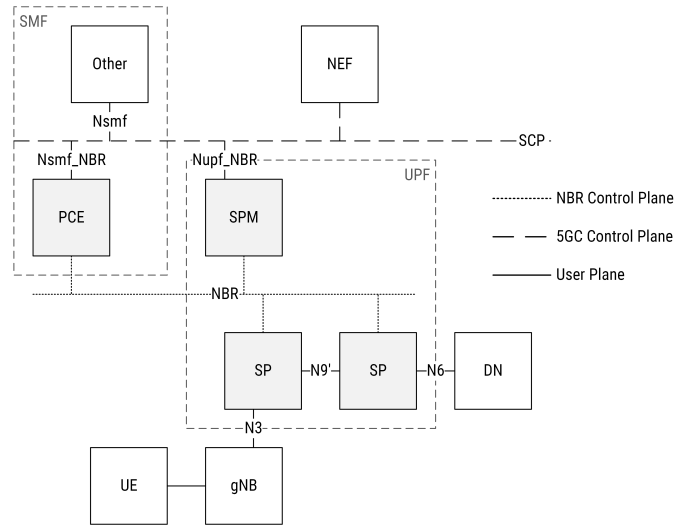 SMF
Other
NEF
Nsmf
SCP
Nsmf_NBR
Nupf_NBR
UPF
PCE
SPM
NBR Control Plane
5GC Control Plane
User Plane
NBR
SP
N9'
SP
N6
DN
N3
UE
gNB